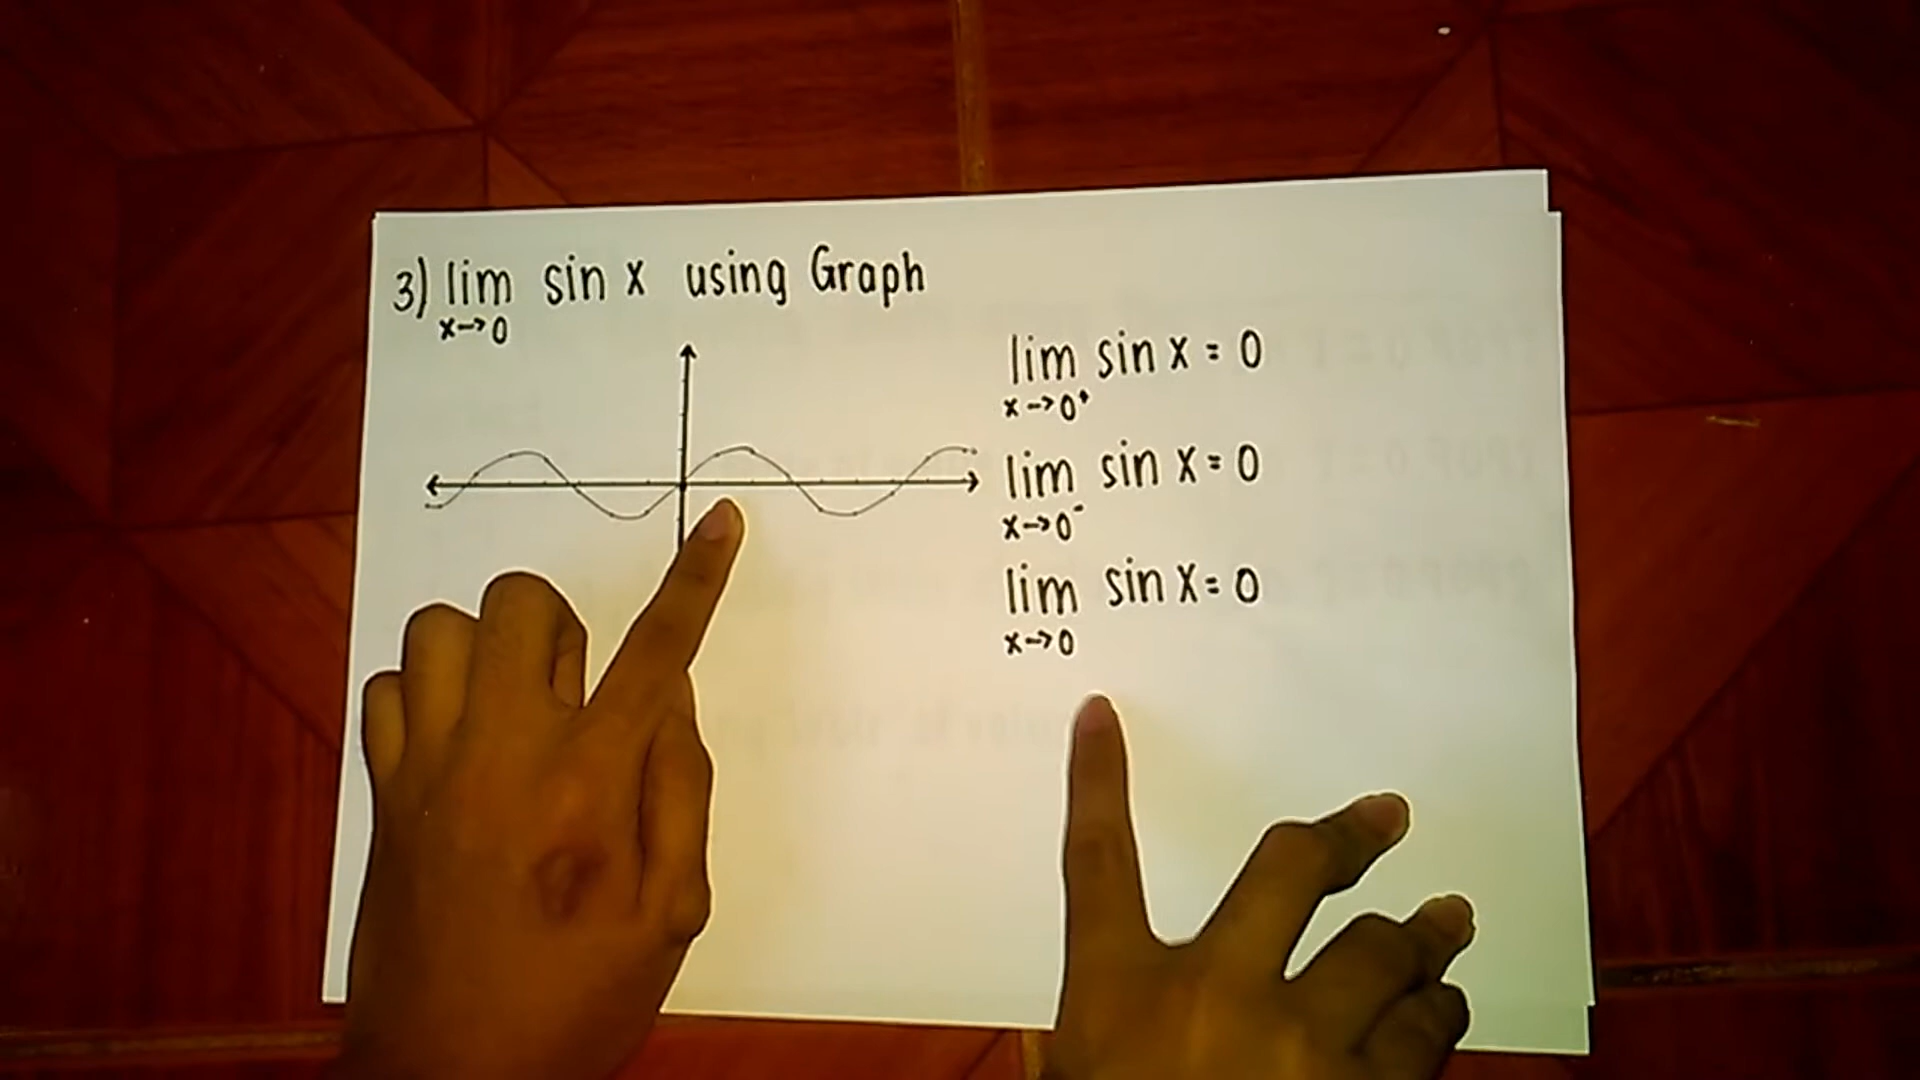 3) lim sin x using Graph
x→0
lim sin x = 0
x→0⁺
lim sin x = 0
x→0⁻
lim sin x = 0
x→0